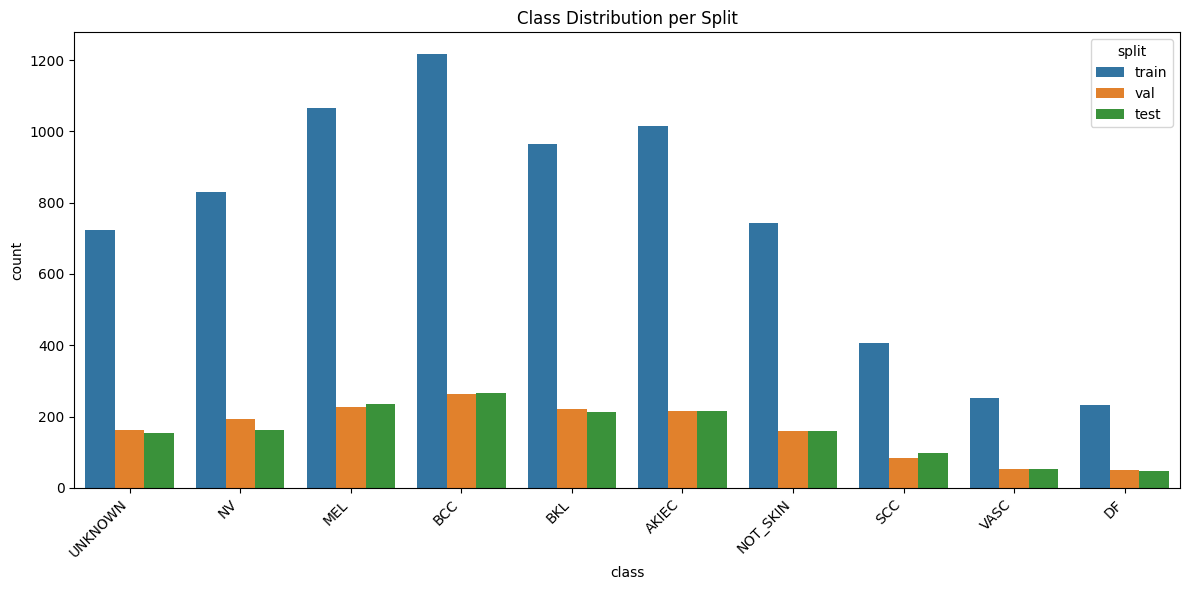 Class Distribution per Split
split
train
val
test
count
1200
1000
800
600
400
200
0
UNKNOWN
NV
MEL
BCC
BKL
AKIEC
NOT_SKIN
SCC
VASC
DF
class